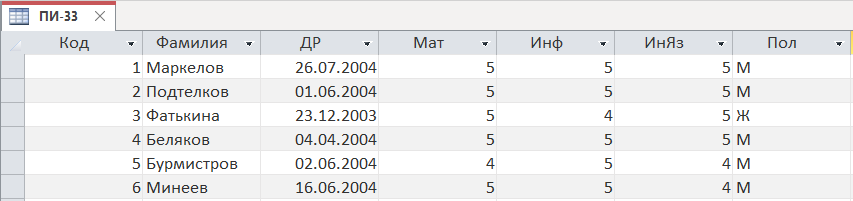 ПИ-33
Код Фамилия ДР Мат Инф ИнЯз Пол
1 Маркелов 26.07.2004 5 5 5 М
2 Подтелков 01.06.2004 5 5 5 М
3 Фатькина 23.12.2003 5 4 5 Ж
4 Беляков 04.04.2004 5 5 5 М
5 Бурмистров 02.06.2004 4 5 4 М
6 Минеев 16.06.2004 5 5 4 М